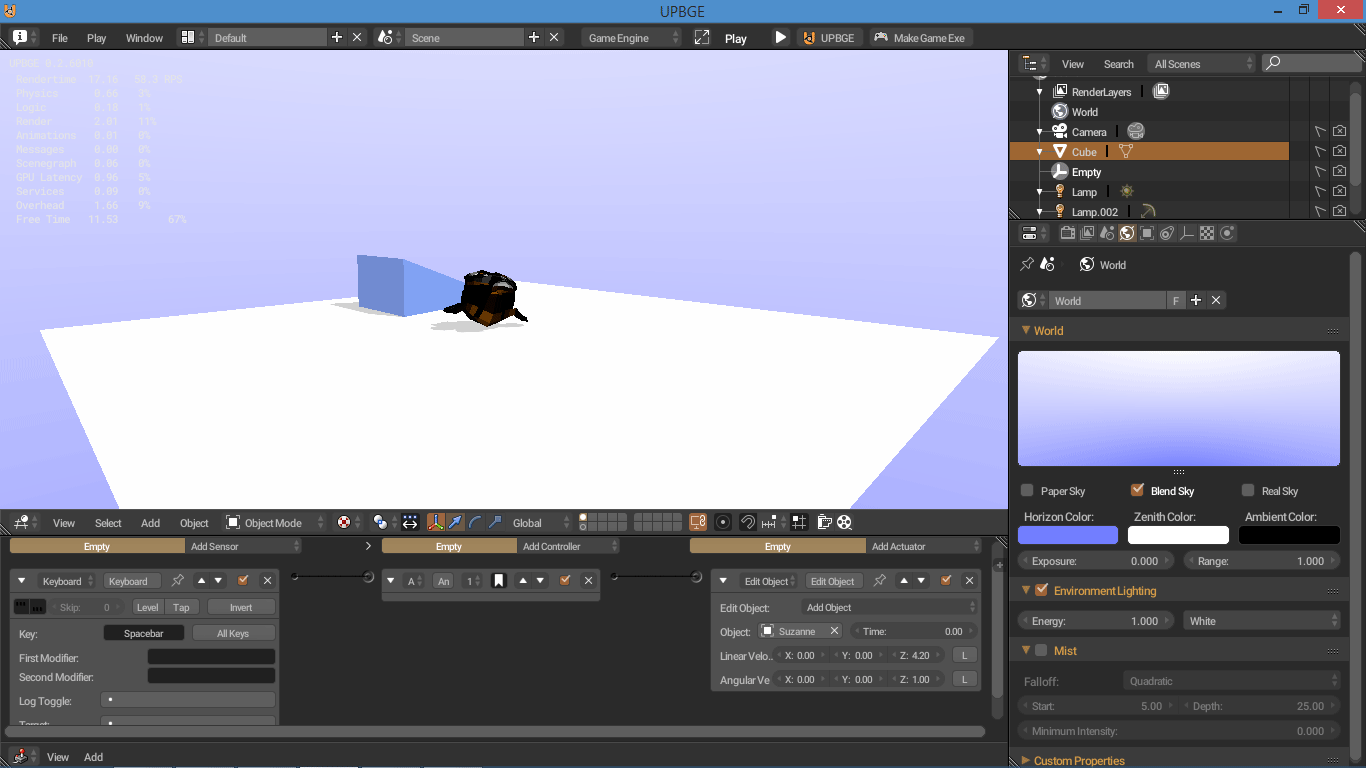 UPBGE
File Play Window Default Scene Game Engine Play UPBGE Make Game Exe
View Search All Scenes
UPBGE 0.2.
Rendertime 17.19 58.2 FPS
Physics 0.66 3%
Logic 0.18 1%
Render 2.01 11%
Animations 0.01 0%
Messages 0.00 0%
Scenegraph 0.06 0%
GPU Latency 0.96 5%
Services 0.09 0%
Overhead 1.66 9%
Free Time 11.53 67%
RenderLayers
World
Camera
Cube
Empty
Lamp
Lamp.002
World
World F
World
Paper Sky Blend Sky Real Sky
Horizon Color: Zenith Color: Ambient Color:
Exposure: 0.000 Range: 1.000
Environment Lighting
Energy: 1.000 White
Mist
Falloff: Quadratic
Start: 5.00 Depth: 25.00
Minimum Intensity: 0.000
Custom Properties
View Select Add Object Object Mode Global
Empty Add Sensor Empty Add Controller Empty Add Actuator
Keyboard Keyboard A An 1 Edit Object Edit Object
Skip: 0 Level Tap Invert
Key: Spacebar All Keys
First Modifier:
Second Modifier:
Log Toggle:
Target:
Edit Object: Add Object
Object: Suzanne Time: 0.00
Linear Velo.. X: 0.00 Y: 0.00 Z: 4.20 L
Angular Ve X: 0.00 Y: 0.00 Z: 1.00 L
View Add